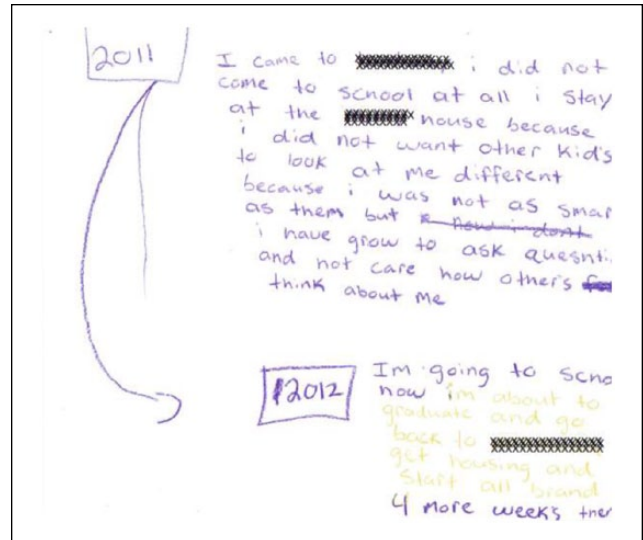 2011
I came to i did not
come to school at all i stay
at the house because
i did not want other kid's
to look at me different
because i was not as smar
as them but now i dont
i have grow to ask quesnti
and not care how other's
think about me
2012
Im going to scho
now im about to
graduate and go
back to
get housing and
start all brand
4 more weeks ther